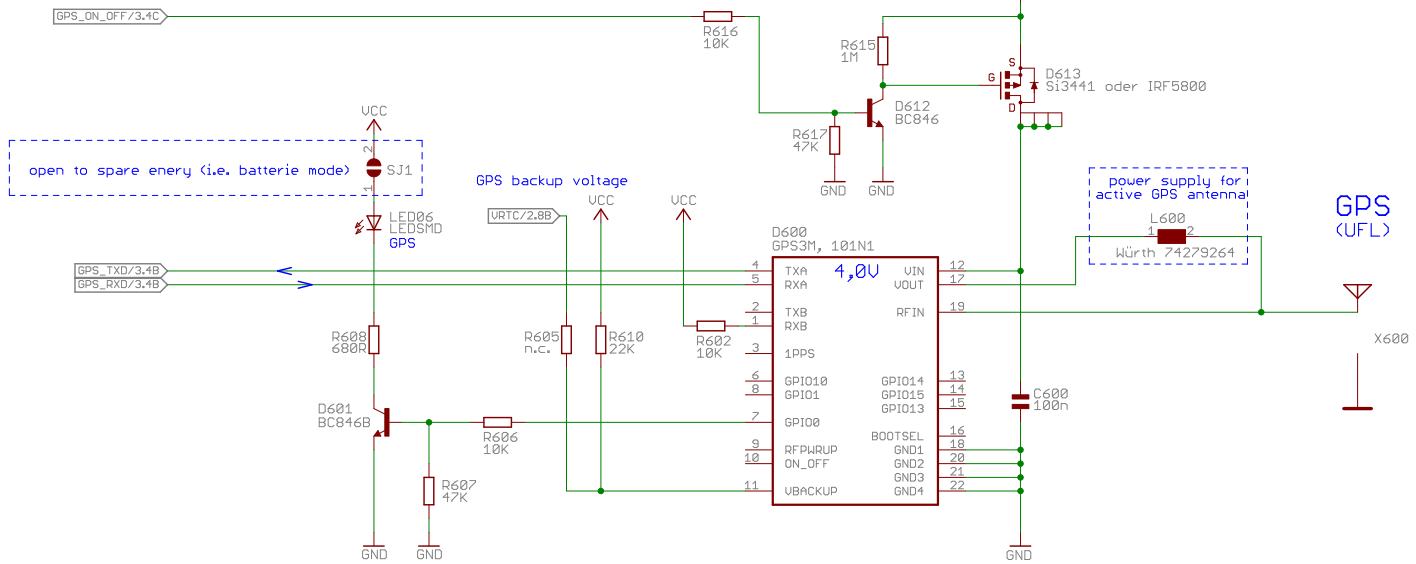 GPS_ON_OFF/3.4C
R616
10K
R615
1M
S
G
D
D613
Si3441 oder IRF5800
D612
BC846
R617
47K
GND
GND
VCC
2
open to spare enery (i.e. batterie mode)
SJ1
1
GPS backup voltage
VRTC/2.8B
VCC
VCC
power supply for
active GPS antenna
L600
1
2
Würth 74279264
GPS
(UFL)
LED06
LEDSMD
GPS
D600
GPS3M, 101N1
4,0V
GPS_TXD/3.4B
GPS_RXD/3.4B
4 TXA
5 RXA
2 TXB
1 RXB
3 1PPS
6 GPIO10
8 GPIO1
7 GPIO0
9 RFPWRUP
10 ON_OFF
11 VBACKUP
VIN 12
VOUT 17
RFIN 19
GPIO14 13
GPIO15 14
GPIO13 15
BOOTSEL 16
GND1 18
GND2 20
GND3 21
GND4 22
R608
680R
R605
n.c.
R610
22K
R602
10K
X600
C600
100n
D601
BC846B
R606
10K
R607
47K
GND
GND
GND